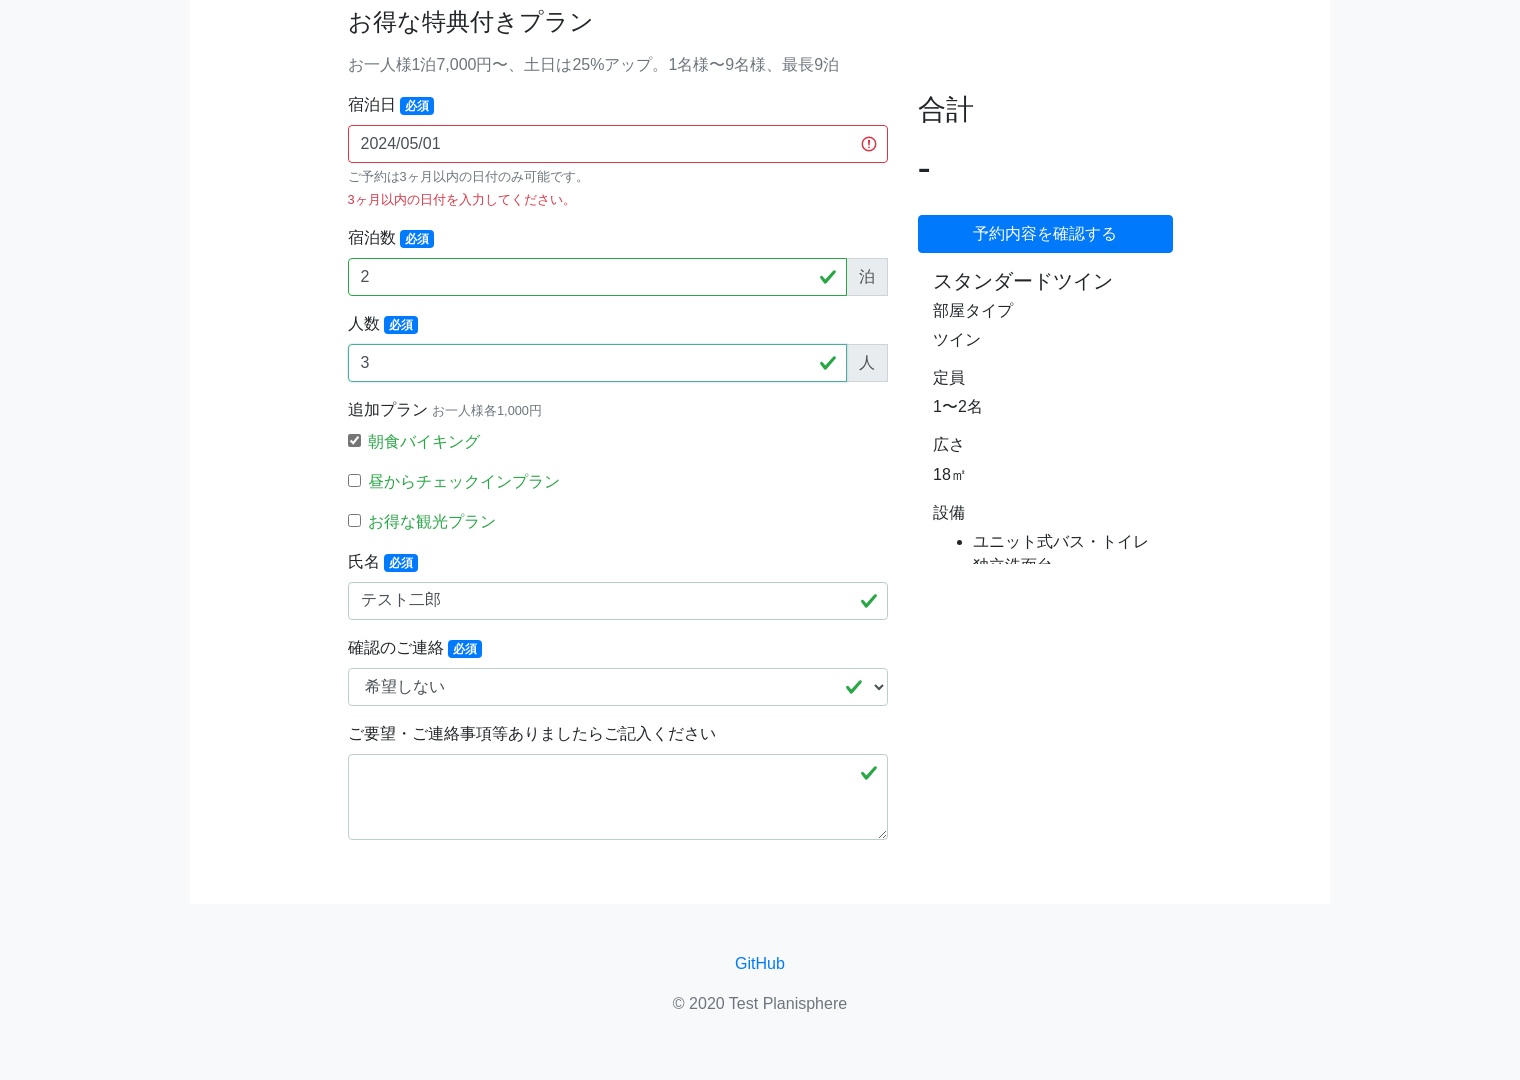 お得な特典付きプラン
お一人様1泊7,000円〜、土日は25%アップ。1名様〜9名様、最長9泊
宿泊日 必須
2024/05/01
ご予約は3ヶ月以内の日付のみ可能です。
3ヶ月以内の日付を入力してください。
宿泊数 必須
2 泊
人数 必須
3 人
追加プラン お一人様各1,000円
朝食バイキング
昼からチェックインプラン
お得な観光プラン
氏名 必須
テスト二郎
確認のご連絡 必須
希望しない
ご要望・ご連絡事項等ありましたらご記入ください
合計
-
予約内容を確認する
スタンダードツイン
部屋タイプ
ツイン
定員
1〜2名
広さ
18㎡
設備
ユニット式バス・トイレ
独立洗面台
GitHub
© 2020 Test Planisphere